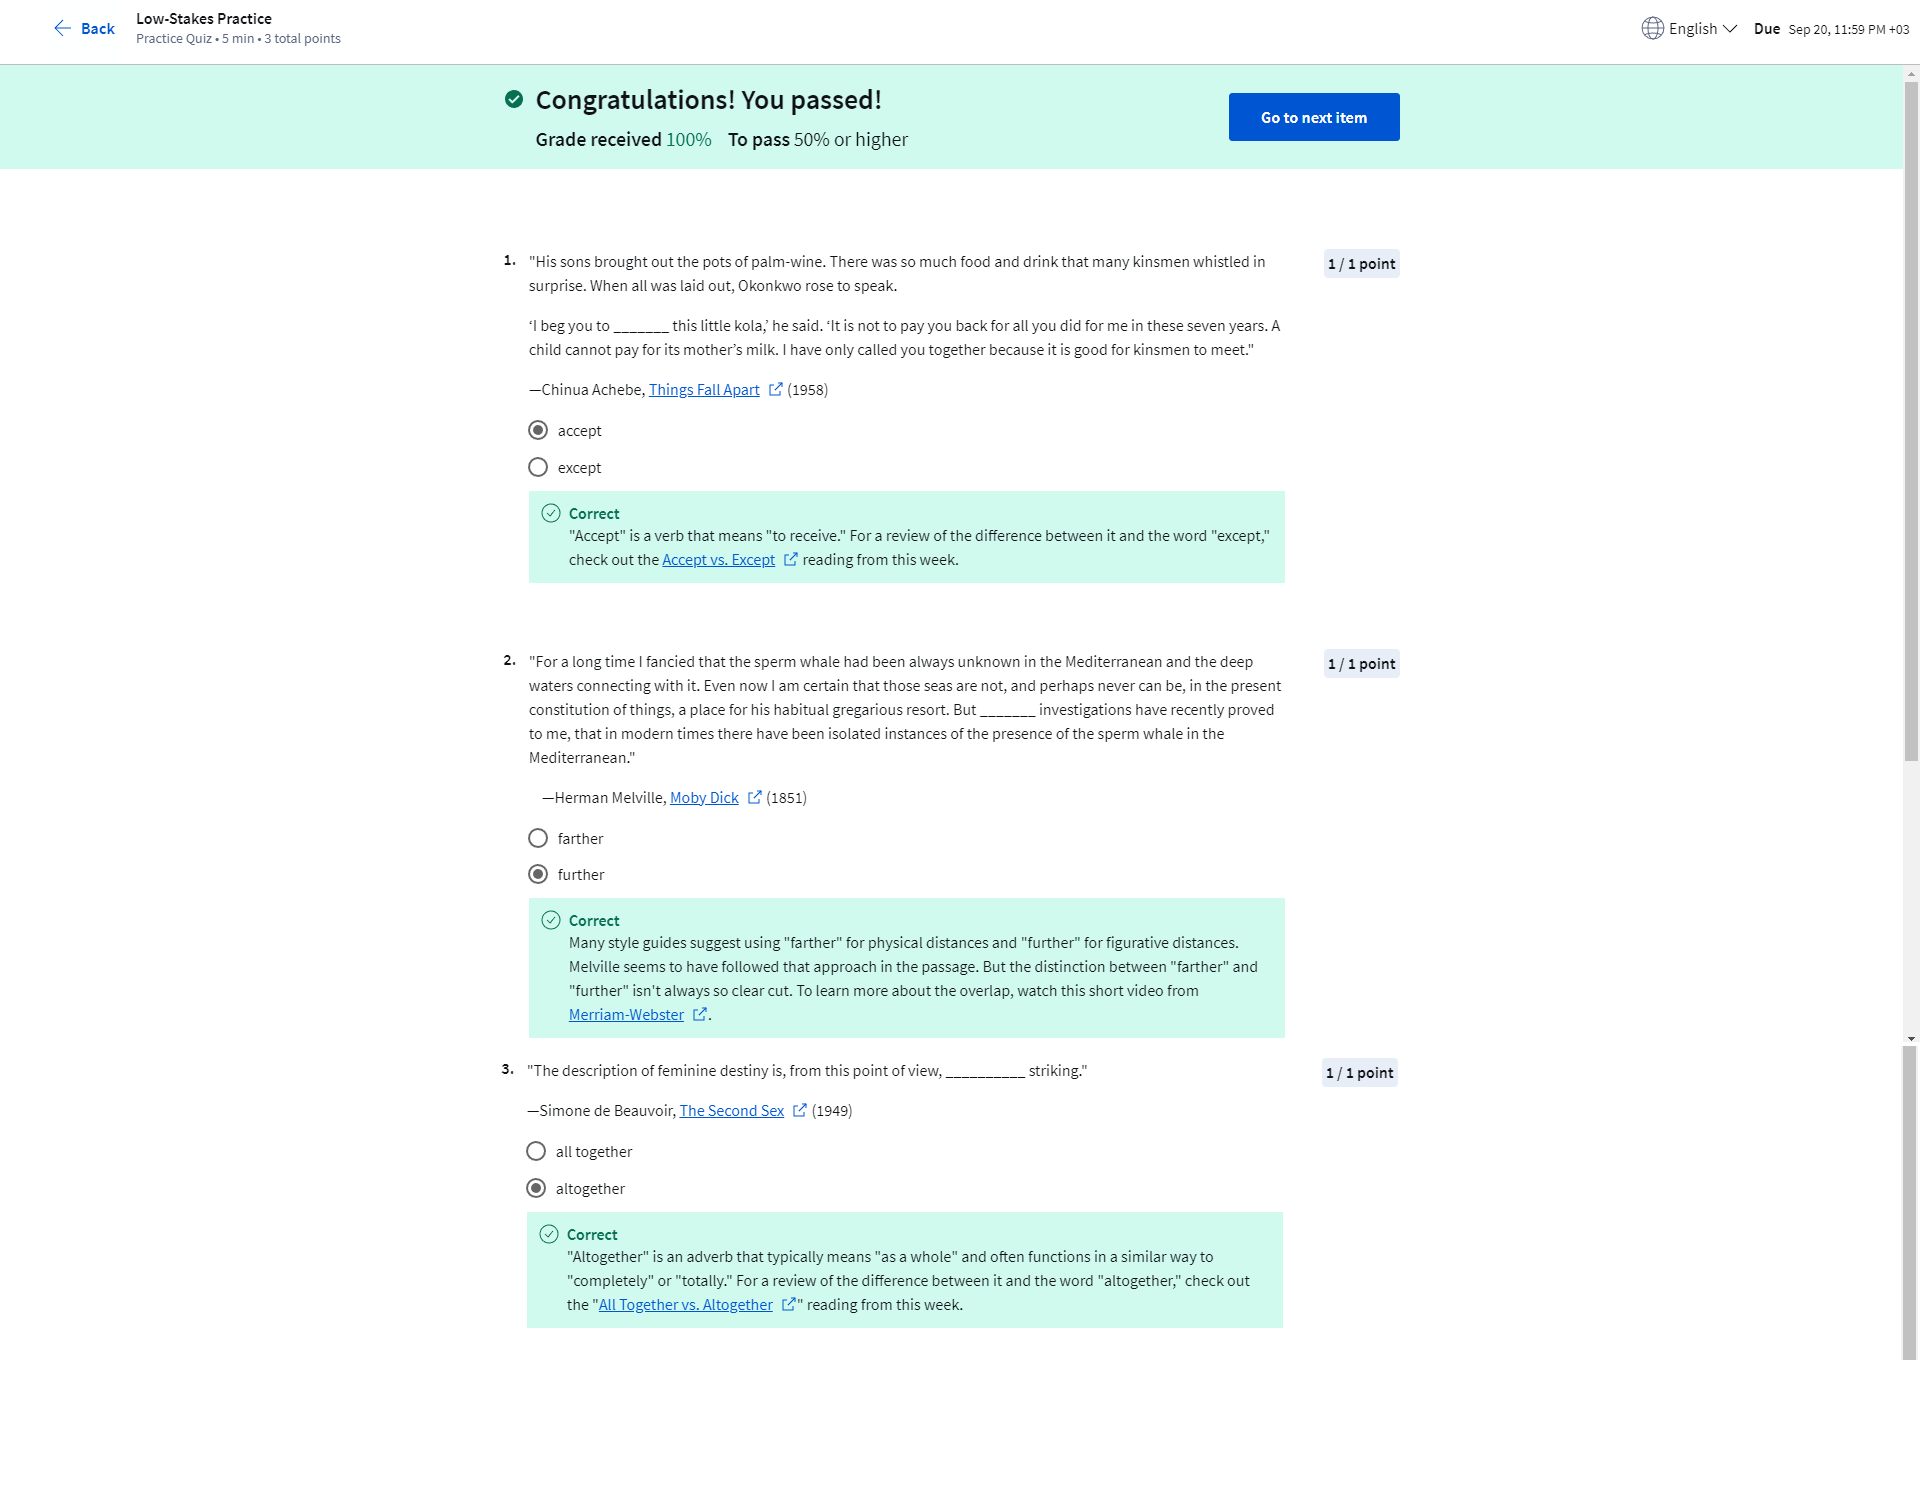 Back
Low-Stakes Practice
Practice Quiz • 5 min • 3 total points
English
Due Sep 20, 11:59 PM +03
Congratulations! You passed!
Grade received 100% To pass 50% or higher
Go to next item
1. "His sons brought out the pots of palm-wine. There was so much food and drink that many kinsmen whistled in
surprise. When all was laid out, Okonkwo rose to speak.
1 / 1 point
‘I beg you to _______ this little kola,’ he said. ‘It is not to pay you back for all you did for me in these seven years. A
child cannot pay for its mother’s milk. I have only called you together because it is good for kinsmen to meet."
—Chinua Achebe, Things Fall Apart (1958)
accept
except
Correct
"Accept" is a verb that means "to receive." For a review of the difference between it and the word "except,"
check out the Accept vs. Except reading from this week.
2. "For a long time I fancied that the sperm whale had been always unknown in the Mediterranean and the deep
1 / 1 point
waters connecting with it. Even now I am certain that those seas are not, and perhaps never can be, in the present
constitution of things, a place for his habitual gregarious resort. But _______ investigations have recently proved
to me, that in modern times there have been isolated instances of the presence of the sperm whale in the
Mediterranean."
—Herman Melville, Moby Dick (1851)
farther
further
Correct
Many style guides suggest using "farther" for physical distances and "further" for figurative distances.
Melville seems to have followed that approach in the passage. But the distinction between "farther" and
"further" isn't always so clear cut. To learn more about the overlap, watch this short video from
Merriam-Webster .
3. "The description of feminine destiny is, from this point of view, __________ striking."
1 / 1 point
—Simone de Beauvoir, The Second Sex (1949)
all together
altogether
Correct
"Altogether" is an adverb that typically means "as a whole" and often functions in a similar way to
"completely" or "totally." For a review of the difference between it and the word "altogether," check out
the "All Together vs. Altogether " reading from this week.